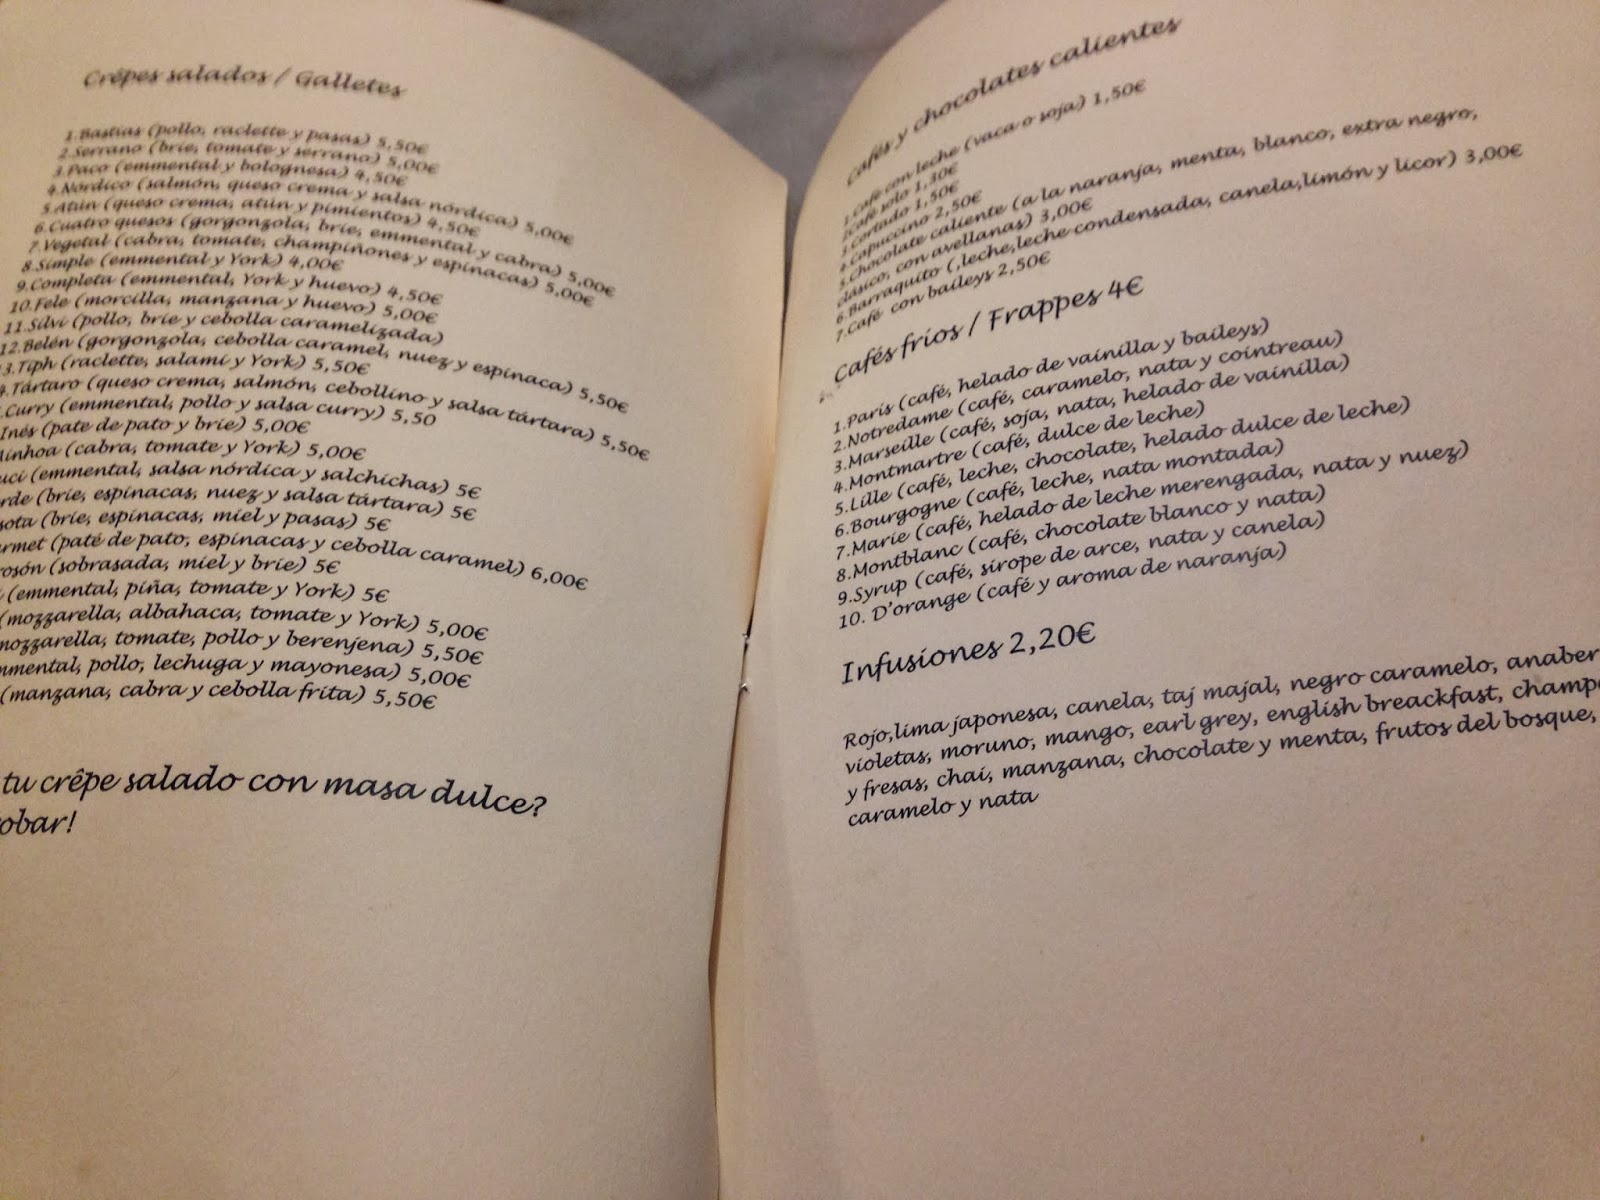 Crêpes salados / Galletes
1.Bastias (pollo, raclette y pasas) 5,50€
2.Serrano (brie, tomate y serrano) 5,00€
3.Paco (emmental y bolognesa) 4,50€
4.Nórdico (salmón, queso crema y salsa nórdica) 5,00€
5.Atún (queso crema, atún y pimientos) 4,50€
6.Cuatro quesos (gorgonzola, brie, emmental y cabra) 5,00€
7.Vegetal (cabra, tomate, champiñones y espinacas) 5,00€
8.Simple (emmental y York) 4,00€
9.Completa (emmental, York y huevo) 4,50€
10.Fele (morcilla, manzana y huevo) 5,00€
11.Silvi (pollo, brie y cebolla caramelizada)
12.Belén (gorgonzola, cebolla caramel, nuez y espinaca) 5,50€
3.Tiph (raclette, salami y York) 5,50€
4.Tártaro (queso crema, salmón, cebollino y salsa tártara) 5,50€
.Curry (emmental, pollo y salsa curry) 5,50
Inés (pate de pato y brie) 5,00€
Ainhoa (cabra, tomate y York) 5,00€
uci (emmental, salsa nórdica y salchichas) 5€
rde (brie, espinacas, nuez y salsa tártara) 5€
sota (brie, espinacas, miel y pasas) 5€
rmet (paté de pato, espinacas y cebolla caramel) 6,00€
rosón (sobrasada, miel y brie) 5€
(emmental, piña, tomate y York) 5€
(mozzarella, albahaca, tomate y York) 5,00€
mozzarella, tomate, pollo y berenjena) 5,50€
mmental, pollo, lechuga y mayonesa) 5,00€
(manzana, cabra y cebolla frita) 5,50€
tu crêpe salado con masa dulce?
obar!
Cafés y chocolates calientes
1.Café con leche (vaca o soja) 1,50€
2Café solo 1,30€
3.Cortado 1,50€
4.Capuccino 2,50€
5.Chocolate caliente (a la naranja, menta, blanco, extra negro,
clásico, con avellanas) 3,00€
6.Barraquito (,leche,leche condensada, canela,limón y licor) 3,00€
7.Café con baileys 2,50€
Cafés fríos / Frappes 4€
1.París (café, helado de vainilla y baileys)
2.Notredame (café, caramelo, nata y cointreau)
3.Marseille (café, soja, nata, helado de vainilla)
4.Montmartre (café, dulce de leche)
5.Lille (café, leche, chocolate, helado dulce de leche)
6.Bourgogne (café, leche, nata montada)
7.Marie (café, helado de leche merengada, nata y nuez)
8.Montblanc (café, chocolate blanco y nata)
9.Syrup (café, sirope de arce, nata y canela)
10. D'orange (café y aroma de naranja)
Infusiones 2,20€
Rojo,lima japonesa, canela, taj majal, negro caramelo, anaber
violetas, moruno, mango, earl grey, english breackfast, champ
y fresas, chai, manzana, chocolate y menta, frutos del bosque,
caramelo y nata